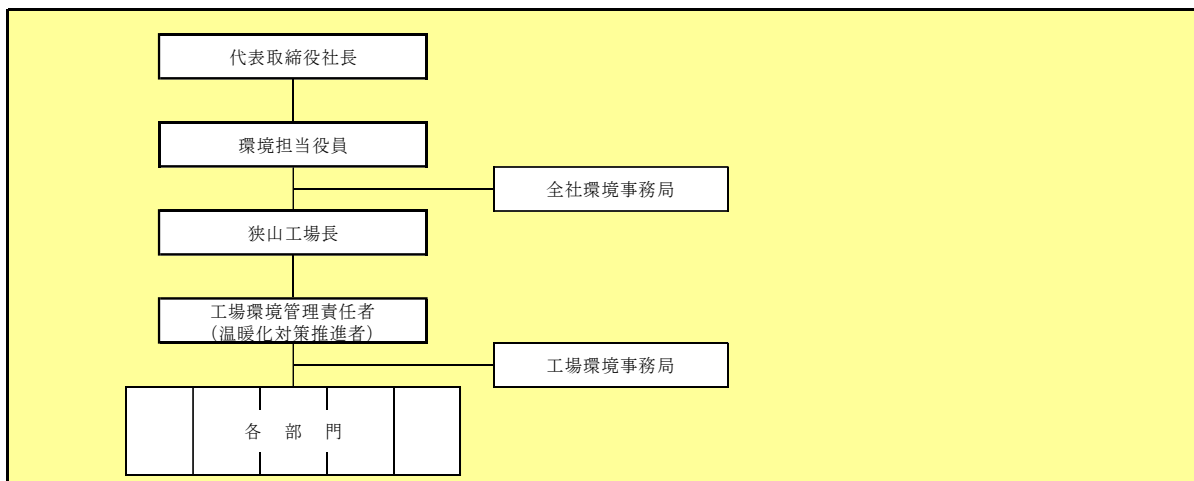 代表取締役社長
環境担当役員
全社環境事務局
狭山工場長
工場環境管理責任者
（温暖化対策推進者）
工場環境事務局
各　部　門